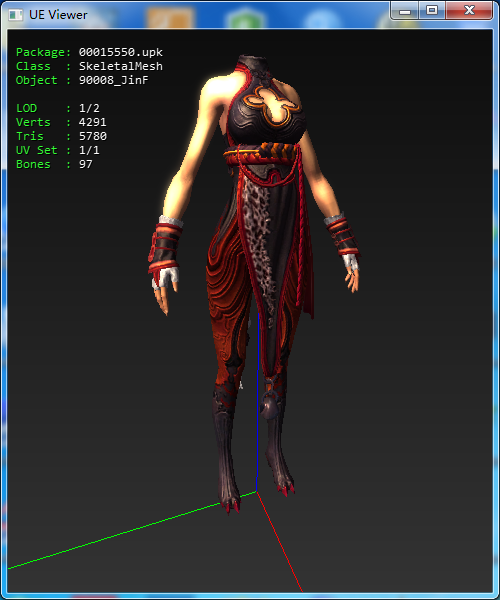 UE Viewer
Package: 00015550.upk
Class : SkeletalMesh
Object : 90008_JinF
LOD : 1/2
Verts : 4291
Tris : 5780
UV Set : 1/1
Bones : 97